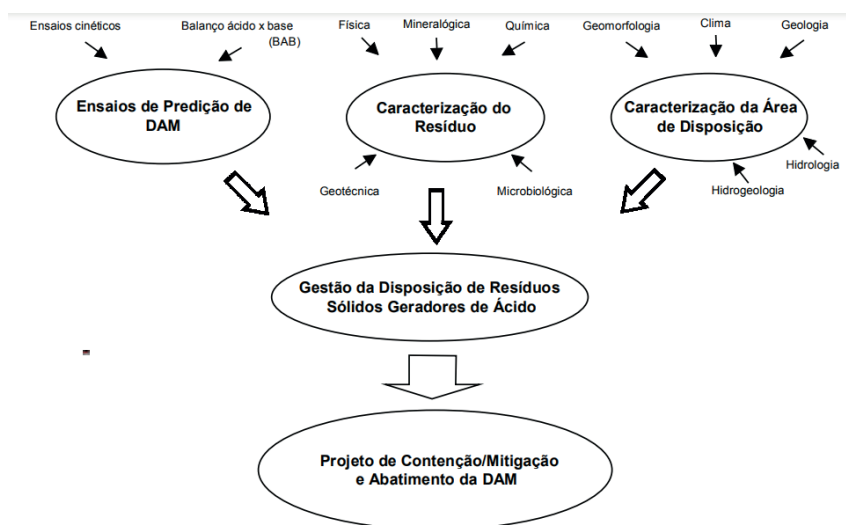 Ensaios cinéticos
Balanço ácido x base
(BAB)
Física
Mineralógica
Química
Geomorfologia
Clima
Geologia
Ensaios de Predição de
DAM
Caracterização do
Resíduo
Caracterização da Área
de Disposição
Geotécnica
Microbiológica
Hidrogeologia
Hidrologia
Gestão da Disposição de Resíduos
Sólidos Geradores de Ácido
Projeto de Contenção/Mitigação
e Abatimento da DAM